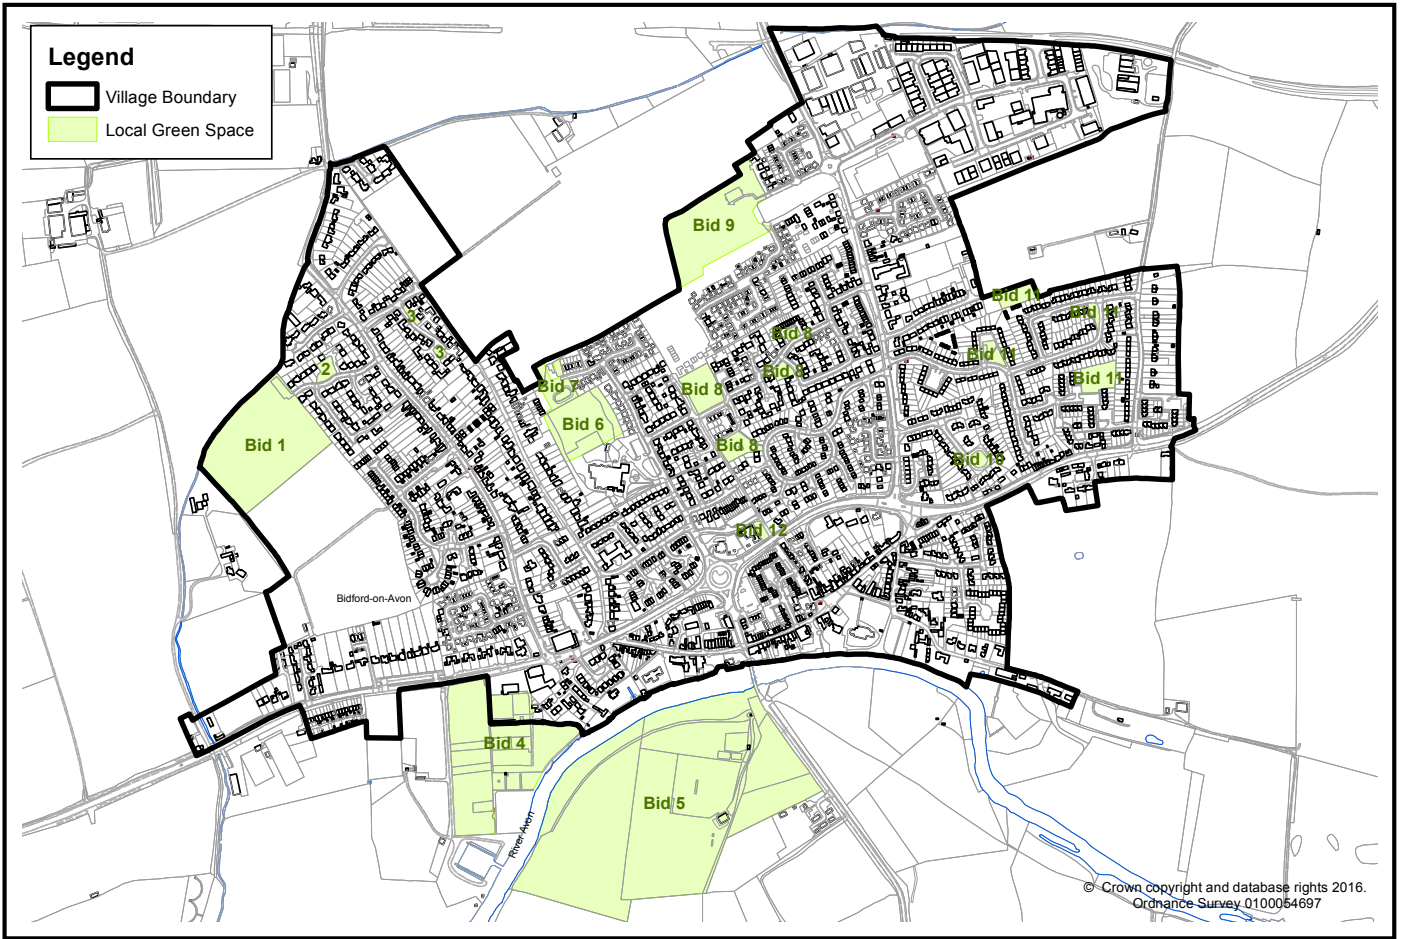 Legend
Village Boundary
Local Green Space
Bid 9
Bid 11
3
Bid 11
Bid 8
3
Bid 11
2
Bid 8
Bid 11
Bid 7
Bid 8
Bid 6
Bid 1
Bid 8
Bid 10
Bid 12
Bidford-on-Avon
Bid 4
Bid 5
River Avon
© Crown copyright and database rights 2016.
Ordnance Survey 0100054697